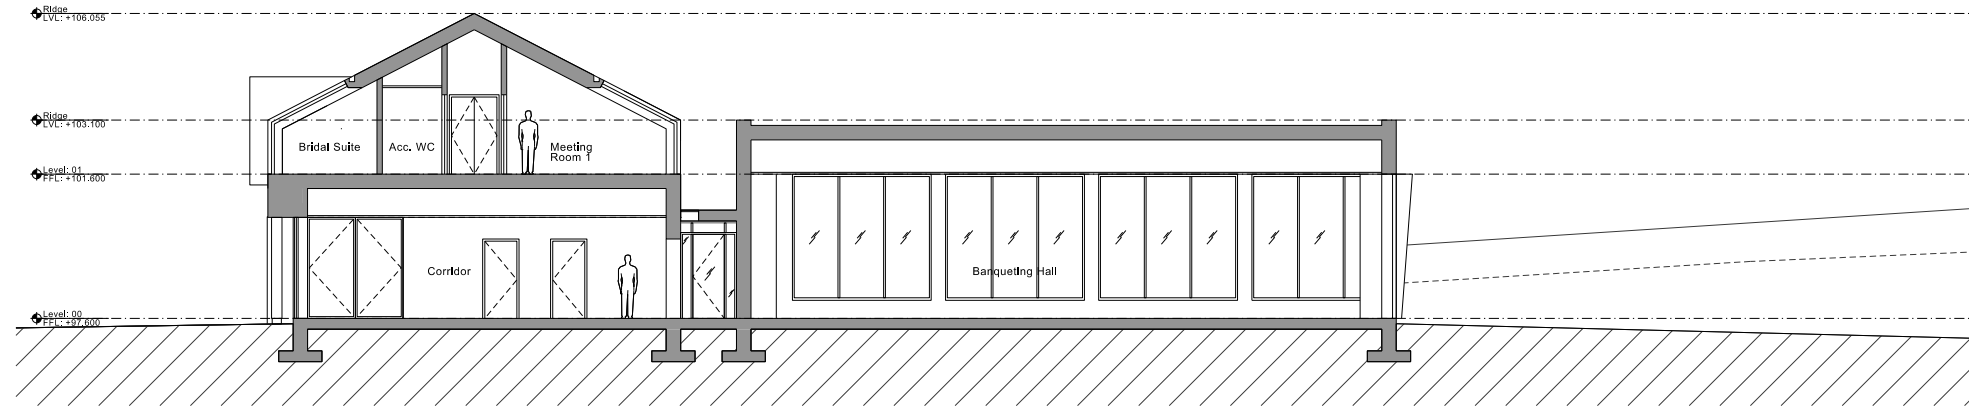 Ridge
LVL: +106.055
Ridge
LVL: +103.100
Bridal Suite
Acc. WC
Meeting
Room 1
Level: 01
FFL: +101.600
Corridor
Banqueting Hall
Level: 00
FFL: +97.600